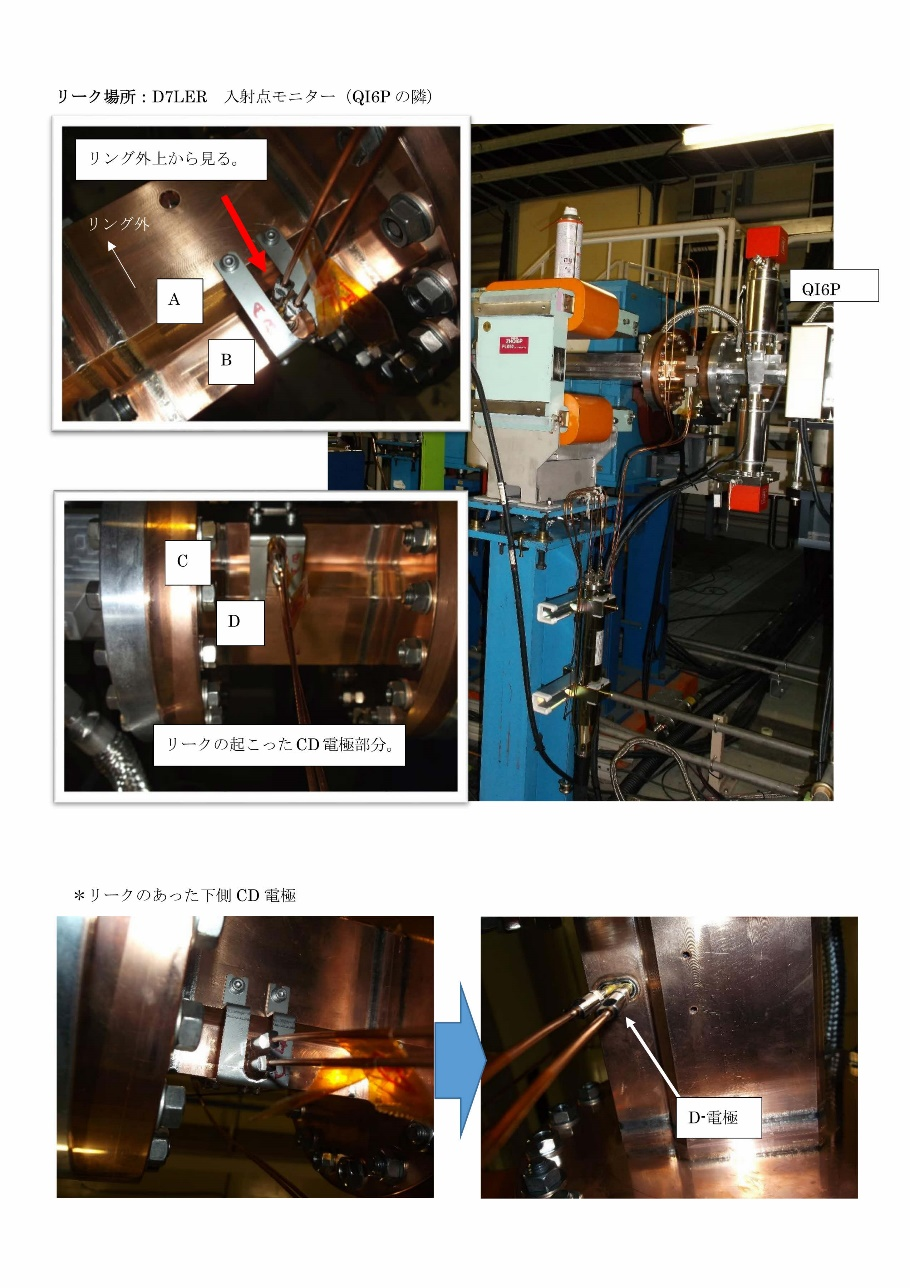 リーク場所：D7LER　入射点モニター（QI6P の隣）
リング外上から見る。
リング外
A
B
QI6P
C
D
リークの起こった CD 電極部分。
＊リークのあった下側 CD 電極
D-電極